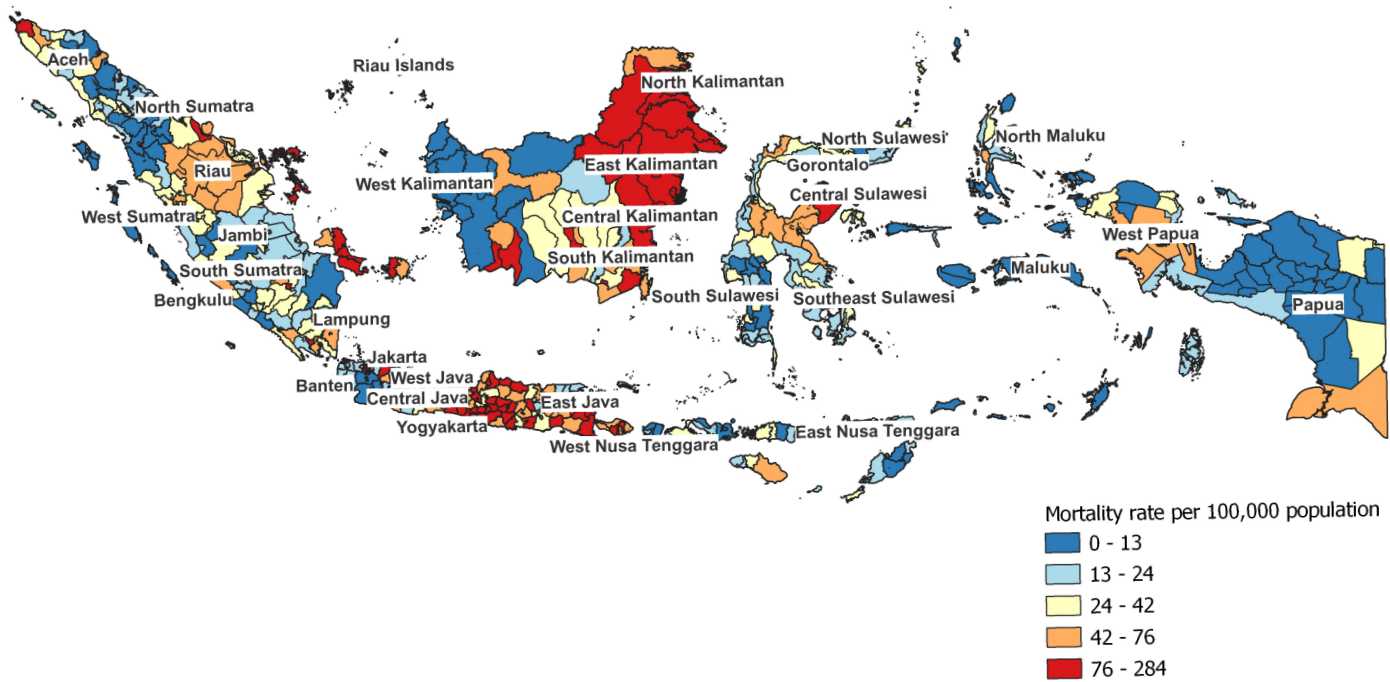 Riau Islands
Aceh
North Kalimantan
North Sumatra
North Sulawesi
North Maluku
Gorontalo
East Kalimantan
Riau
West Kalimantan
Central Sulawesi
West Sumatra
Central Kalimantan
Jambi
West Papua
South Kalimantan
South Sumatra
Maluku
Bengkulu
South Sulawesi
Southeast Sulawesi
Papua
Lampung
Jakarta
West Java
Banten
Central Java
East Java
Yogyakarta
East Nusa Tenggara
West Nusa Tenggara
Mortality rate per 100,000 population
0 - 13
13 - 24
24 - 42
42 - 76
76 - 284